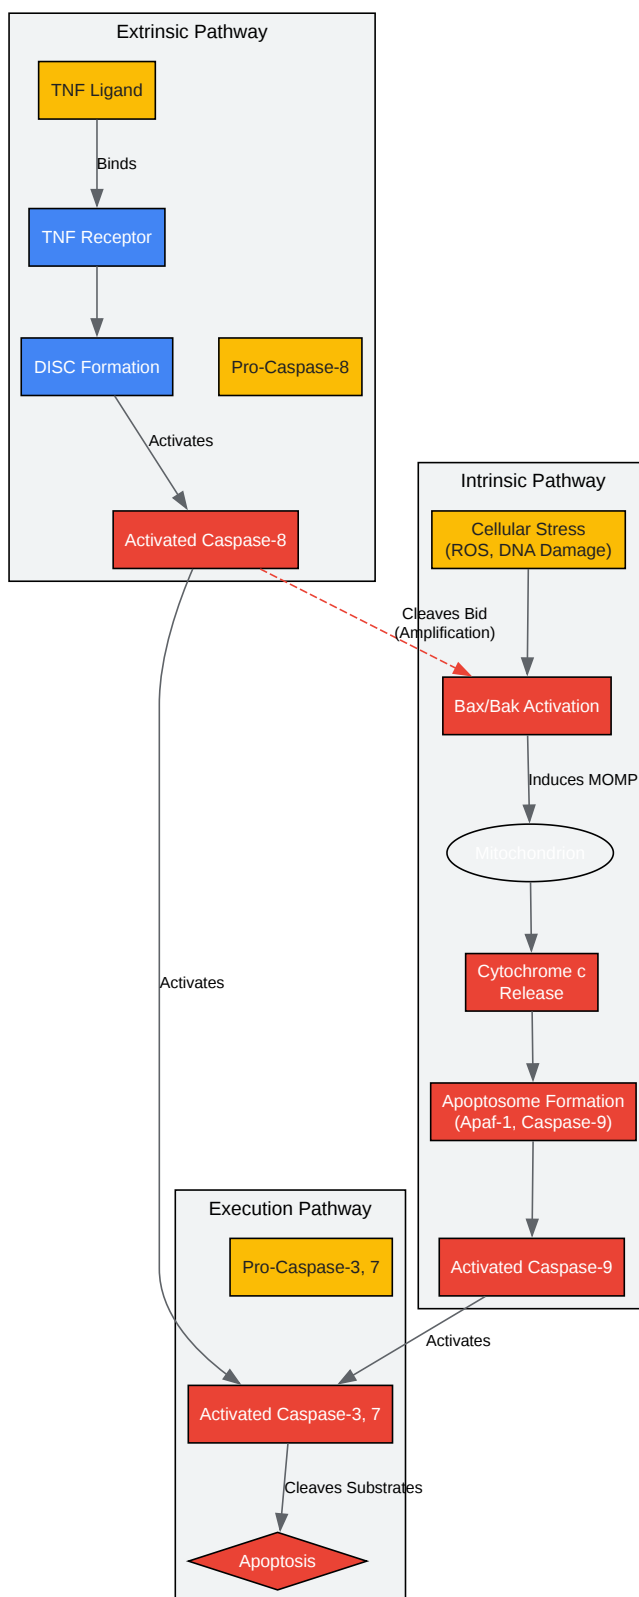 Extrinsic Pathway
TNF Ligand
Binds
TNF Receptor
DISC Formation
Pro-Caspase-8
Activates
Activated Caspase-8
Intrinsic Pathway
Cellular Stress
(ROS, DNA Damage)
Cleaves Bid
(Amplification)
Bax/Bak Activation
Induces MOMP
Mitochondrion
Cytochrome c
Release
Activates
Apoptosome Formation
(Apaf-1, Caspase-9)
Execution Pathway
Pro-Caspase-3, 7
Activated Caspase-9
Activates
Activated Caspase-3, 7
Cleaves Substrates
Apoptosis